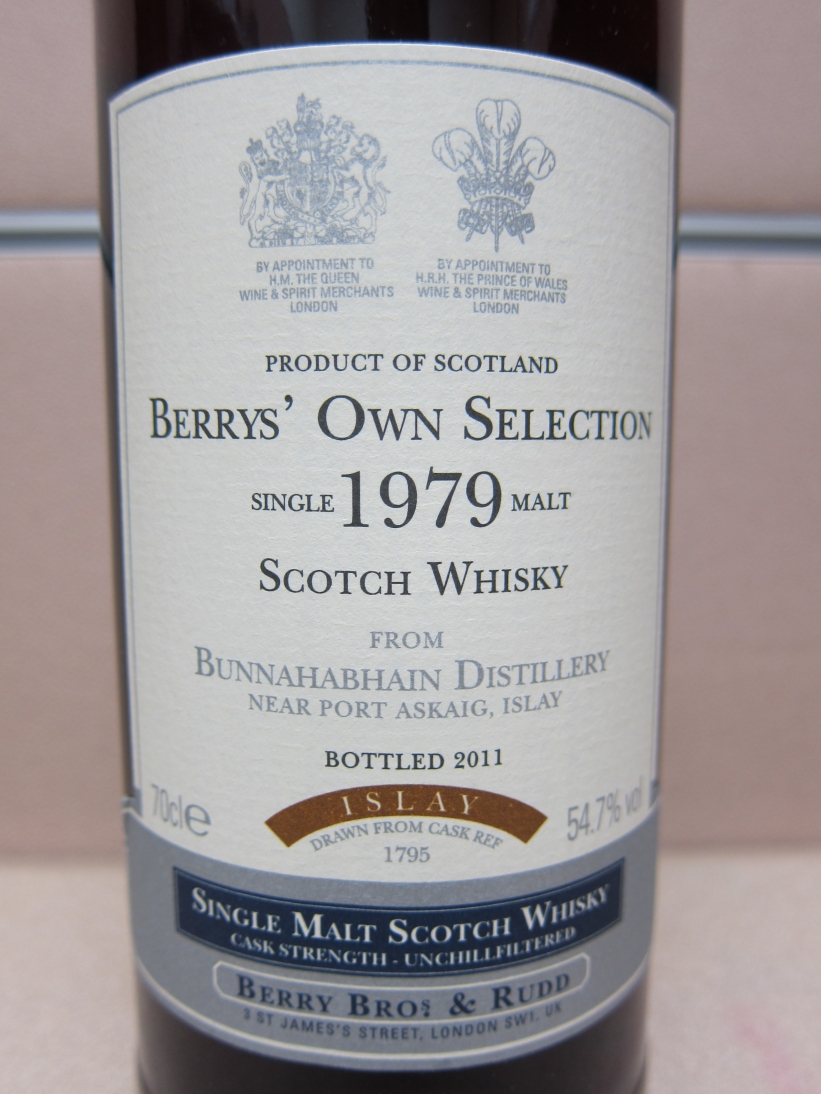 BY APPOINTMENT TO
H.M. THE QUEEN
WINE & SPIRIT MERCHANTS
LONDON
BY APPOINTMENT TO
H.R.H. THE PRINCE OF WALES
WINE & SPIRIT MERCHANTS
LONDON
PRODUCT OF SCOTLAND
BERRYS' OWN SELECTION
SINGLE 1979 MALT
SCOTCH WHISKY
FROM
BUNNAHABHAIN DISTILLERY
NEAR PORT ASKAIG, ISLAY
BOTTLED 2011
70cl e
ISLAY
DRAWN FROM CASK REF
1795
54.7% vol
SINGLE MALT SCOTCH WHISKY
CASK STRENGTH - UNCHILLFILTERED
BERRY BROS & RUDD
3 ST JAMES'S STREET, LONDON SW1. UK